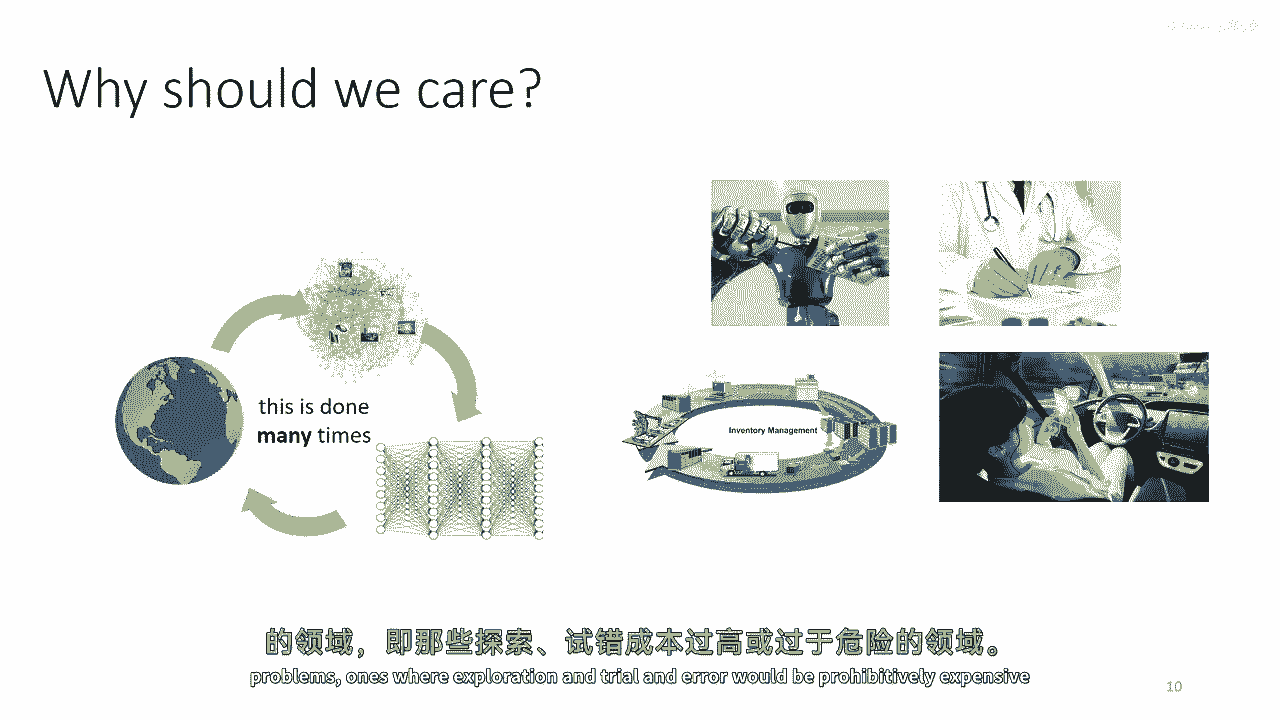 Why should we care?
this is done
many times
Inventory Management
的领域，即那些探索、试错成本过高或过于危险的领域。
problems, ones where exploration and trial and error would be prohibitively expensive
10